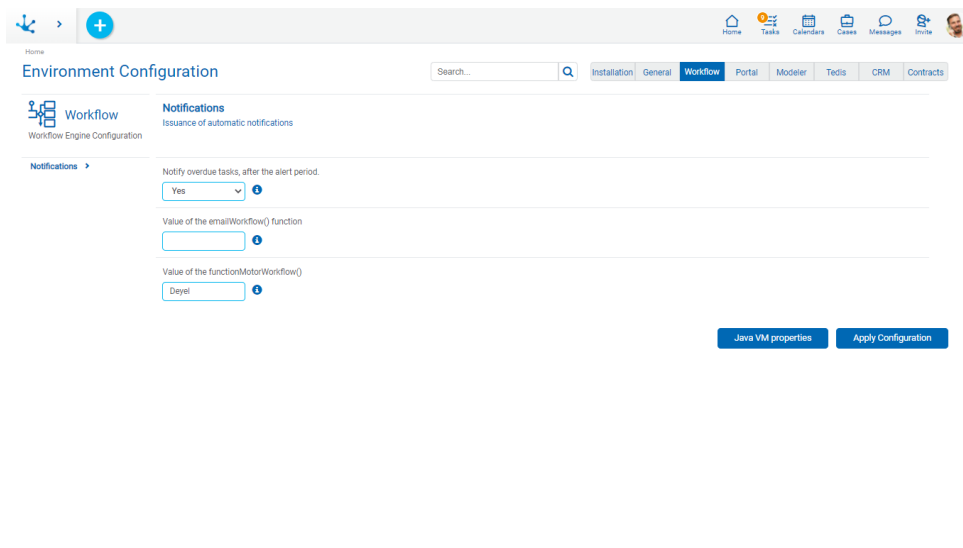 9
Home Tasks Calendars Cases Messages Invite
Home
Environment Configuration
Search...
Installation General Workflow Portal Modeler Tedis CRM Contracts
Workflow
Workflow Engine Configuration
Notifications
Notifications
Issuance of automatic notifications
Notify overdue tasks, after the alert period.
Yes
Value of the emailWorkflow() function
Value of the functionMotorWorkflow()
Deyel
Java VM properties Apply Configuration